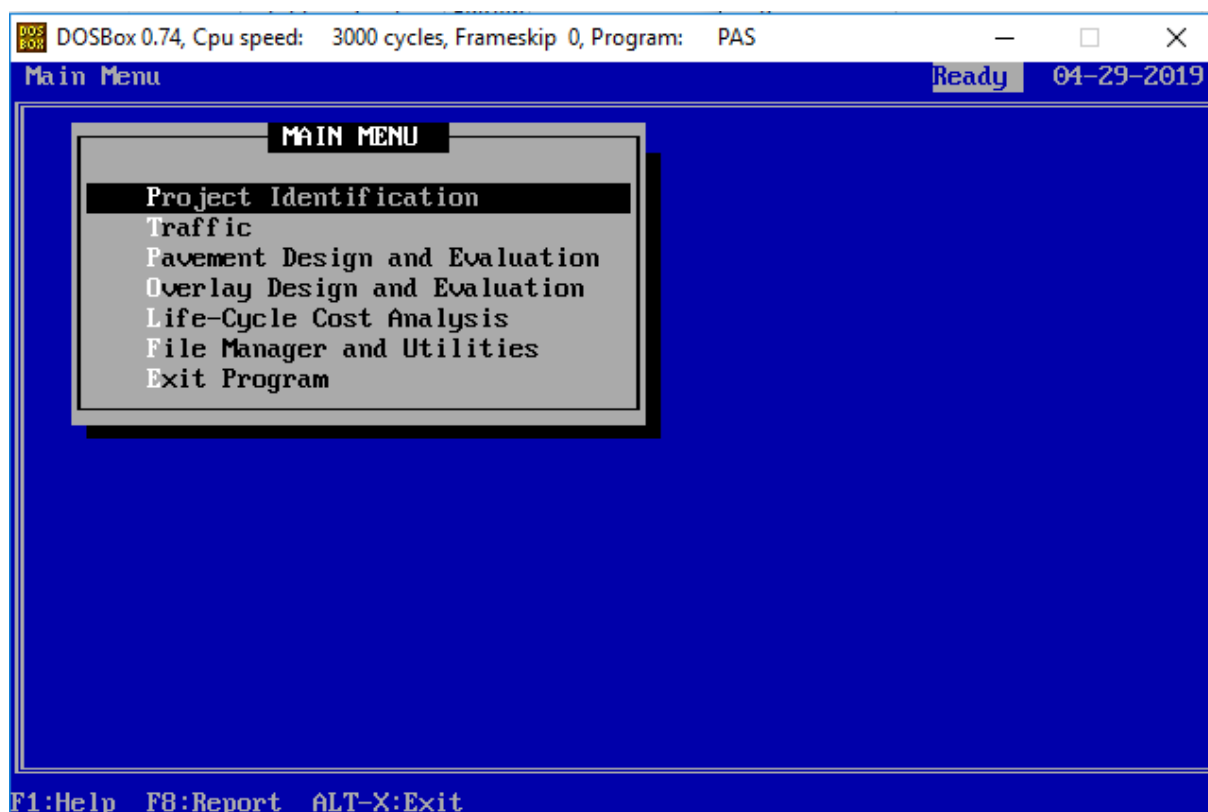 DOS BOX DOSBox 0.74, Cpu speed: 3000 cycles, Frameskip 0, Program: PAS
Main Menu Ready 04-29-2019
MAIN MENU
Project Identification
Traffic
Pavement Design and Evaluation
Overlay Design and Evaluation
Life-Cycle Cost Analysis
File Manager and Utilities
Exit Program
F1:Help F8:Report ALT-X:Exit